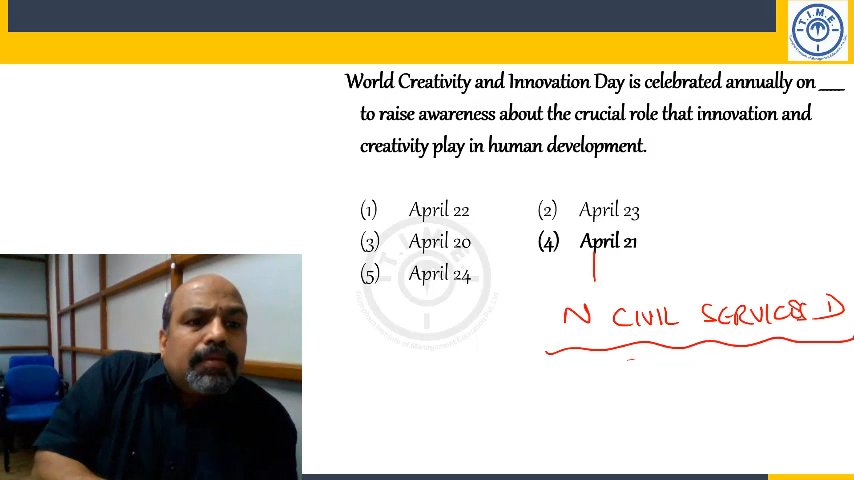 T.I.M.E.
World Creativity and Innovation Day is celebrated annually on ____
to raise awareness about the crucial role that innovation and
creativity play in human development.
(1) April 22 (2) April 23
(3) April 20 (4) April 21
(5) April 24
N CIVIL SERVICES D